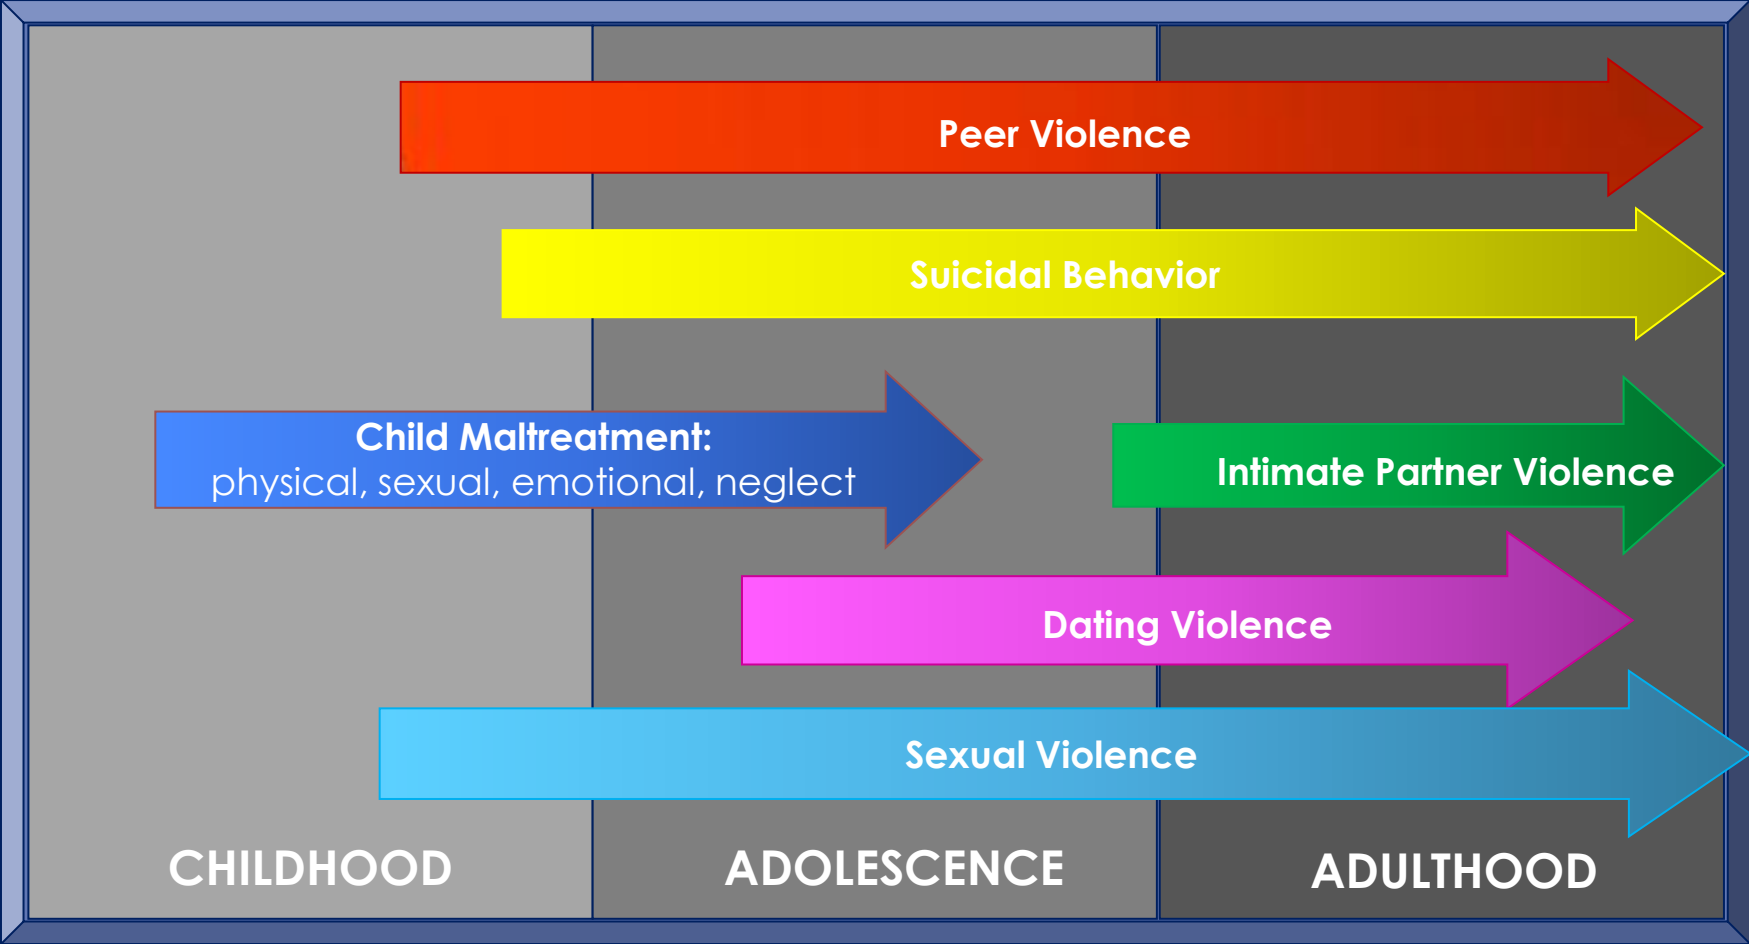 Peer Violence
Suicidal Behavior
Child Maltreatment:
physical, sexual, emotional, neglect
Intimate Partner Violence
Dating Violence
Sexual Violence
CHILDHOOD
ADOLESCENCE
ADULTHOOD